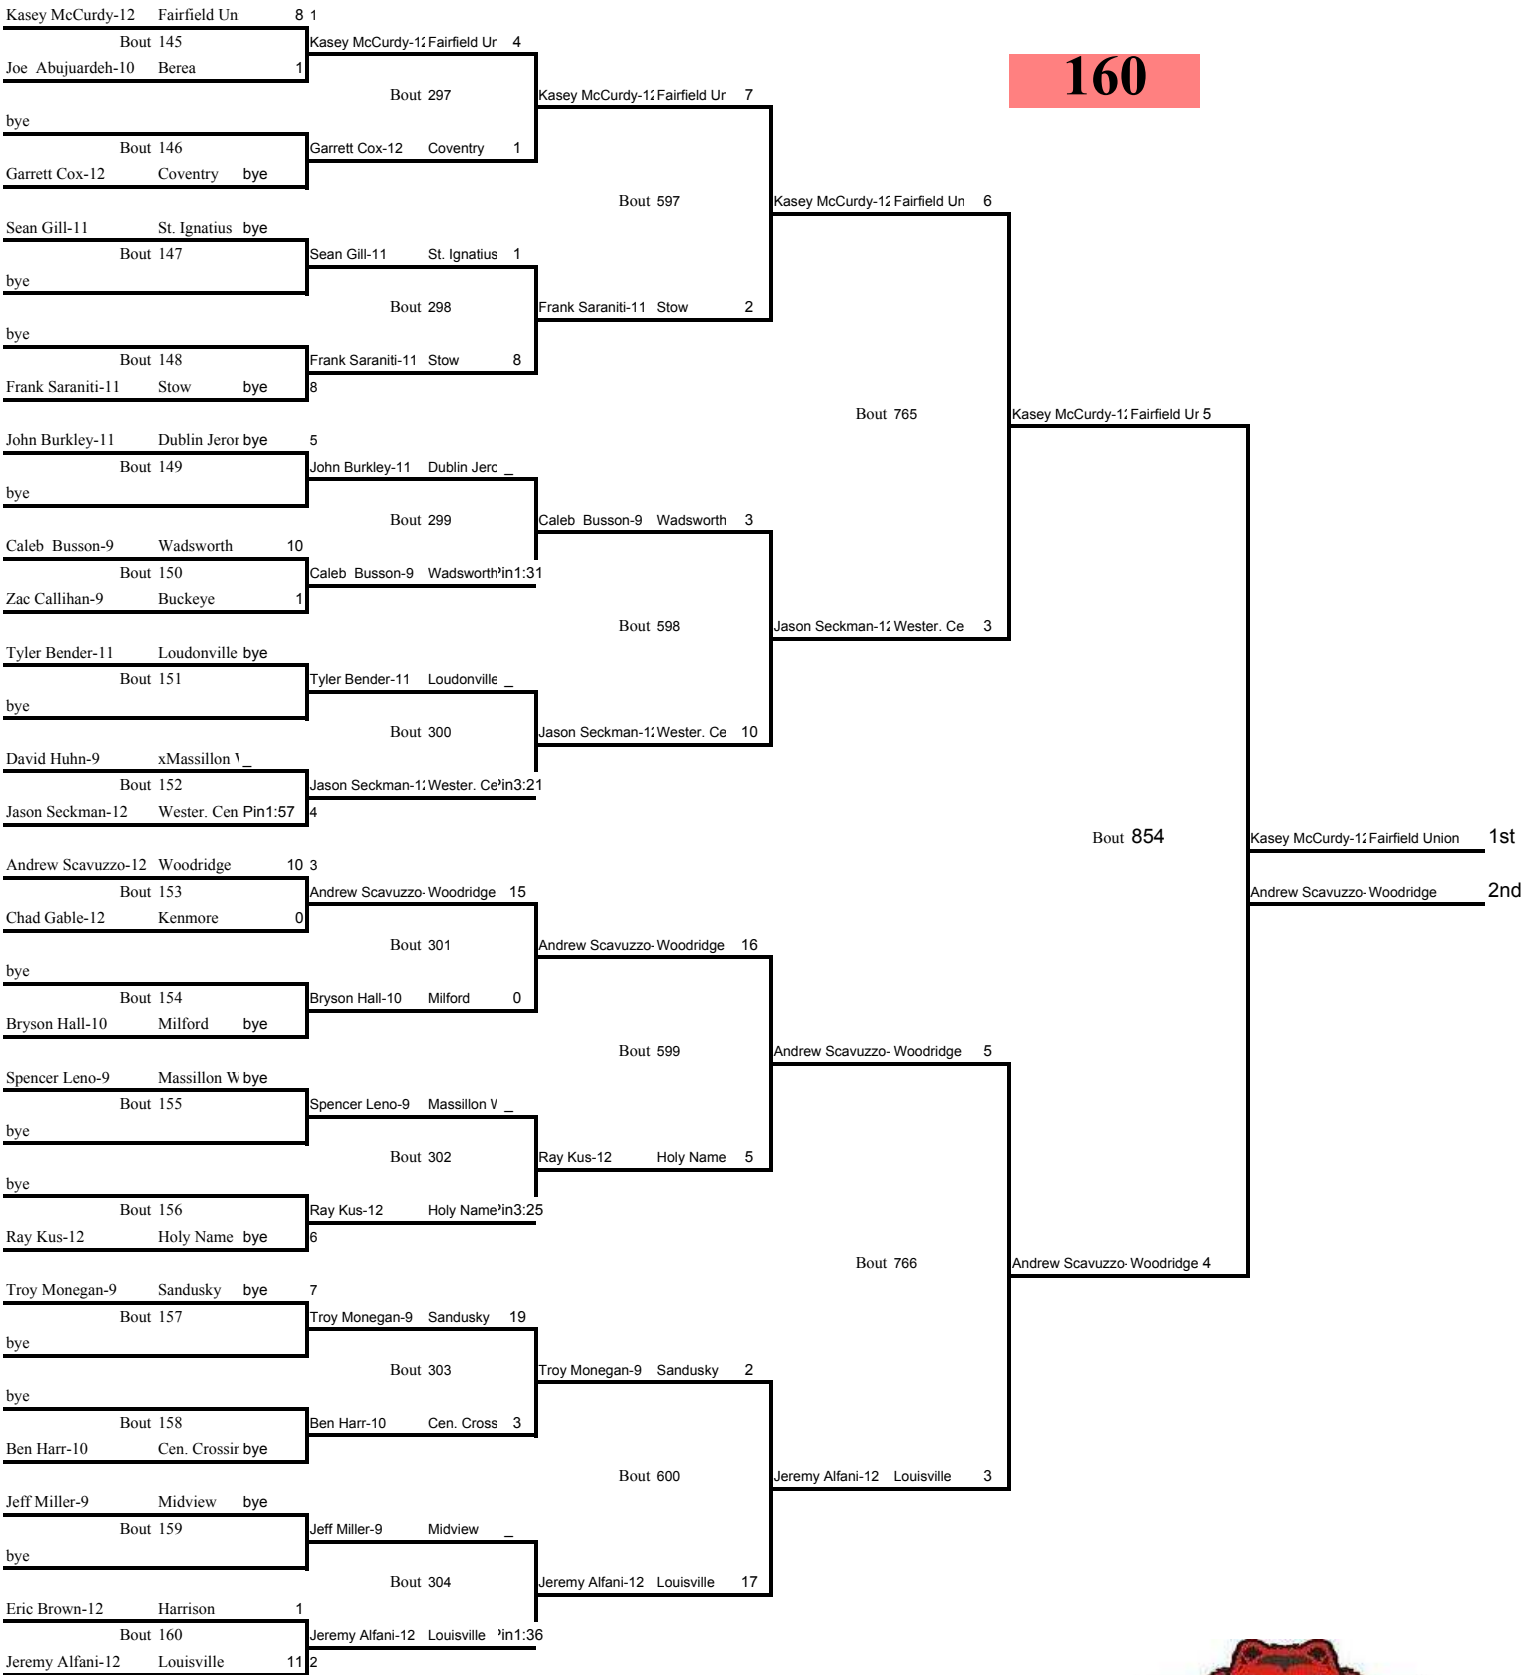 Kasey McCurdy-12 Fairfield Un 8 1
Bout 145
Joe Abujuardeh-10 Berea 1
bye
Bout 146
Garrett Cox-12 Coventry bye
Sean Gill-11 St. Ignatius bye
Bout 147
bye
bye
Bout 148
Frank Saraniti-11 Stow bye 8
John Burkley-11 Dublin Jeror bye 5
Bout 149
bye
Caleb Busson-9 Wadsworth 10
Bout 150
Zac Callihan-9 Buckeye 1
Tyler Bender-11 Loudonville bye
Bout 151
bye
David Huhn-9 xMassillon \ _
Bout 152
Jason Seckman-12 Wester. Cen Pin1:57 4
Andrew Scavuzzo-12 Woodridge 10 3
Bout 153
Chad Gable-12 Kenmore 0
bye
Bout 154
Bryson Hall-10 Milford bye
Spencer Leno-9 Massillon W bye
Bout 155
bye
bye
Bout 156
Ray Kus-12 Holy Name bye 6
Troy Monegan-9 Sandusky bye 7
Bout 157
bye
bye
Bout 158
Ben Harr-10 Cen. Crossir bye
Jeff Miller-9 Midview bye
Bout 159
bye
Eric Brown-12 Harrison 1
Bout 160
Jeremy Alfani-12 Louisville 11 2
Kasey McCurdy-12 Fairfield Ur 4
Bout 297
Garrett Cox-12 Coventry 1
Sean Gill-11 St. Ignatius 1
Bout 298
Frank Saraniti-11 Stow 8
John Burkley-11 Dublin Jerc _
Bout 299
Caleb Busson-9 Wadsworth Pin1:31
Tyler Bender-11 Loudonville _
Bout 300
Jason Seckman-12 Wester. Ce Pin3:21
Andrew Scavuzzo- Woodridge 15
Bout 301
Bryson Hall-10 Milford 0
Spencer Leno-9 Massillon V _
Bout 302
Ray Kus-12 Holy Name Pin3:25
Troy Monegan-9 Sandusky 19
Bout 303
Ben Harr-10 Cen. Cross 3
Jeff Miller-9 Midview _
Bout 304
Jeremy Alfani-12 Louisville Pin1:36
Kasey McCurdy-12 Fairfield Ur 7
Bout 597
Frank Saraniti-11 Stow 2
Caleb Busson-9 Wadsworth 3
Bout 598
Jason Seckman-12 Wester. Ce 10
Andrew Scavuzzo- Woodridge 16
Bout 599
Ray Kus-12 Holy Name 5
Troy Monegan-9 Sandusky 2
Bout 600
Jeremy Alfani-12 Louisville 17
Kasey McCurdy-12 Fairfield Un 6
Bout 765
Jason Seckman-12 Wester. Ce 3
Andrew Scavuzzo- Woodridge 5
Bout 766
Jeremy Alfani-12 Louisville 3
160
Kasey McCurdy-12 Fairfield Ur 5
Bout 854
Andrew Scavuzzo- Woodridge 4
Kasey McCurdy-12 Fairfield Union 1st
Andrew Scavuzzo- Woodridge 2nd